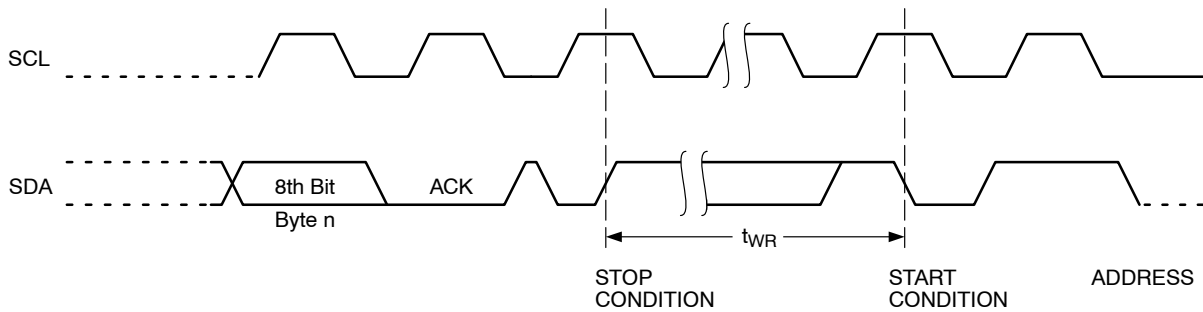 SCL
SDA
8th Bit
Byte n
ACK
tWR
STOP
CONDITION
START
CONDITION
ADDRESS